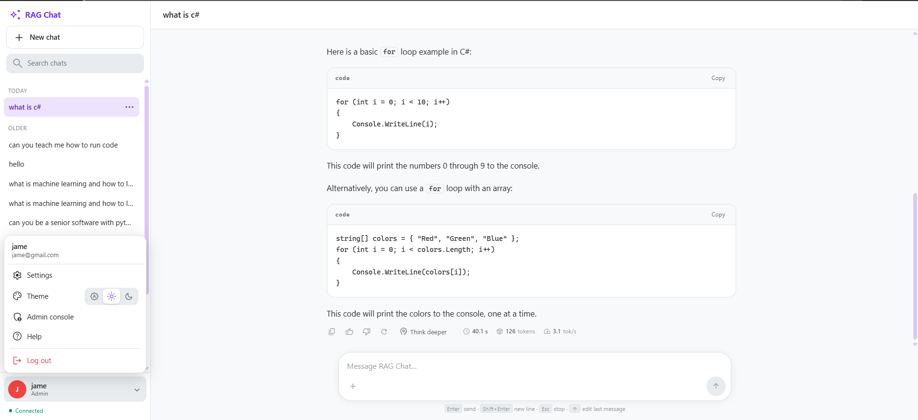 RAG Chat
New chat
Search chats
TODAY
what is c#
OLDER
can you teach me how to run code
hello
what is machine learning and how to l...
what is machine learning and how to l...
can you be a senior software with pyt...
jame
jame@gmail.com
Settings
Theme
Admin console
Help
Log out
J
jame
Admin
Connected
what is c#
Here is a basic for loop example in C#:
code
Copy
for (int i = 0; i < 10; i++)
{
    Console.WriteLine(i);
}
This code will print the numbers 0 through 9 to the console.
Alternatively, you can use a for loop with an array:
code
Copy
string[] colors = { "Red", "Green", "Blue" };
for (int i = 0; i < colors.Length; i++)
{
    Console.WriteLine(colors[i]);
}
This code will print the colors to the console, one at a time.
Think deeper 40.1 s 126 tokens 3.1 tok/s
Message RAG Chat...
Enter send · Shift+Enter new line · Esc stop · ↑ edit last message